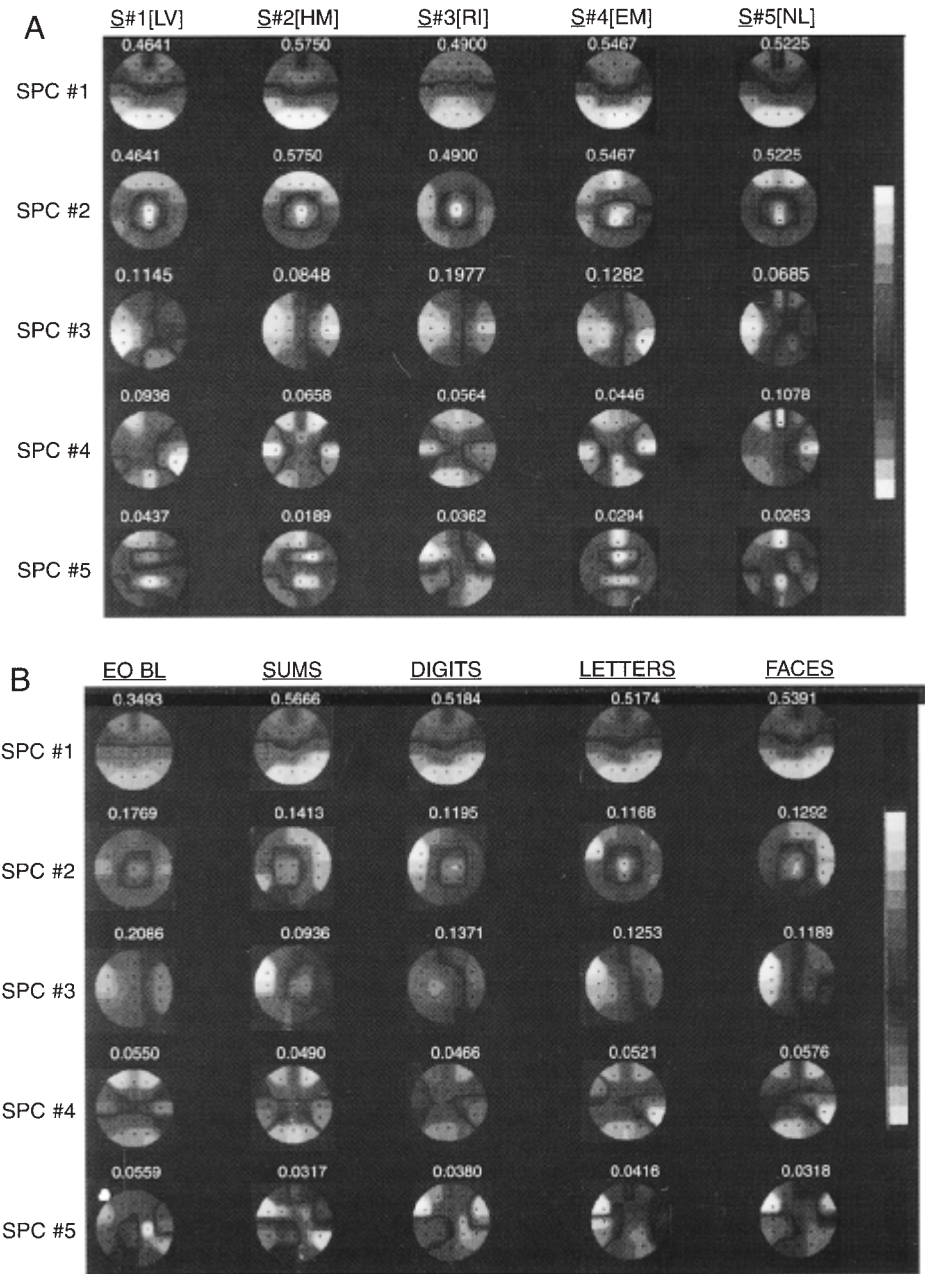 A
S#1[LV] S#2[HM] S#3[RI] S#4[EM] S#5[NL]
0.4641 0.5750 0.4900 0.5467 0.5225
SPC #1
0.4641 0.5750 0.4900 0.5467 0.5225
SPC #2
0.1145 0.0848 0.1977 0.1282 0.0685
SPC #3
0.0936 0.0658 0.0564 0.0446 0.1078
SPC #4
0.0437 0.0189 0.0362 0.0294 0.0263
SPC #5
B
EO BL SUMS DIGITS LETTERS FACES
0.3493 0.5666 0.5184 0.5174 0.5391
SPC #1
0.1769 0.1413 0.1195 0.1168 0.1292
SPC #2
0.2086 0.0936 0.1371 0.1253 0.1189
SPC #3
0.0550 0.0490 0.0466 0.0521 0.0576
SPC #4
0.0559 0.0317 0.0380 0.0416 0.0318
SPC #5